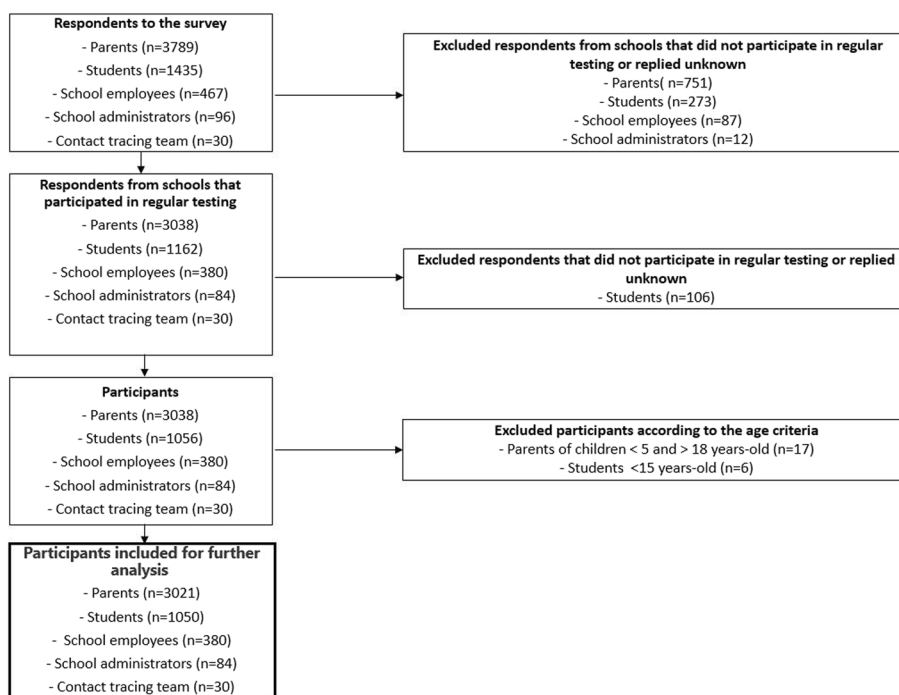 Respondents to the survey
- Parents (n=3789)
- Students (n=1435)
- School employees (n=467)
- School administrators (n=96)
- Contact tracing team (n=30)
Excluded respondents from schools that did not participate in regular
testing or replied unknown
- Parents( n=751)
- Students (n=273)
- School employees (n=87)
- School administrators (n=12)
Respondents from schools that
participated in regular testing
- Parents (n=3038)
- Students (n=1162)
- School employees (n=380)
- School administrators (n=84)
- Contact tracing team (n=30)
Excluded respondents that did not participate in regular testing or replied
unknown
- Students (n=106)
Participants
- Parents (n=3038)
- Students (n=1056)
- School employees (n=380)
- School administrators (n=84)
- Contact tracing team (n=30)
Excluded participants according to the age criteria
- Parents of children < 5 and > 18 years-old (n=17)
- Students <15 years-old (n=6)
Participants included for further
analysis
- Parents (n=3021)
- Students (n=1050)
- School employees (n=380)
- School administrators (n=84)
- Contact tracing team (n=30)